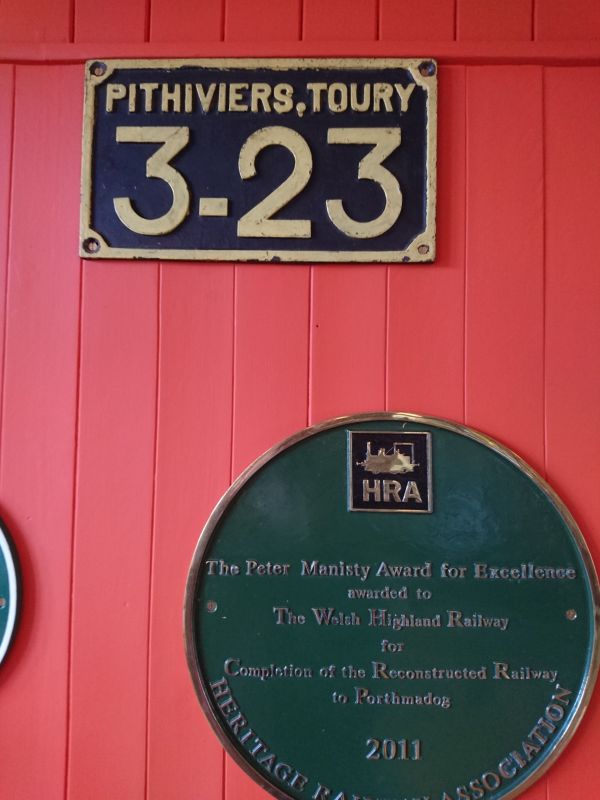 PITHIVIERS, TOURY
3-23
HRA
The Peter Manisty Award for Excellence
awarded to
The Welsh Highland Railway
for
Completion of the Reconstructed Railway
to Porthmadog
2011
HERITAGE RAILWAY ASSOCIATION